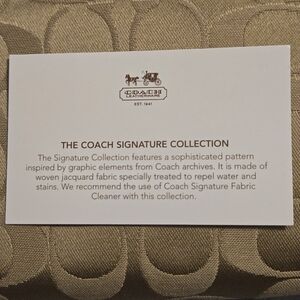 COACH
LEATHERWARE
EST. 1941
THE COACH SIGNATURE COLLECTION
The Signature Collection features a sophisticated pattern
inspired by graphic elements from Coach archives. It is made of
woven jacquard fabric specially treated to repel water and
stains. We recommend the use of Coach Signature Fabric
Cleaner with this collection.